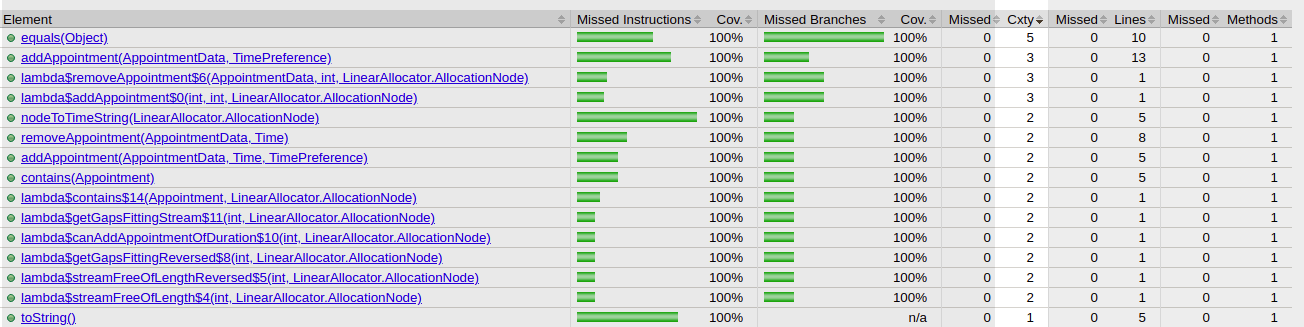 Element Missed Instructions Cov. Missed Branches Cov. Missed Cxty Missed Lines Missed Methods
equals(Object) 100% 100% 0 5 0 10 0 1
addAppointment(AppointmentData, TimePreference) 100% 100% 0 3 0 13 0 1
lambda$removeAppointment$6(AppointmentData, int, LinearAllocator.AllocationNode) 100% 100% 0 3 0 1 0 1
lambda$addAppointment$0(int, int, LinearAllocator.AllocationNode) 100% 100% 0 3 0 1 0 1
nodeToTimeString(LinearAllocator.AllocationNode) 100% 100% 0 2 0 5 0 1
removeAppointment(AppointmentData, Time) 100% 100% 0 2 0 8 0 1
addAppointment(AppointmentData, Time, TimePreference) 100% 100% 0 2 0 5 0 1
contains(Appointment) 100% 100% 0 2 0 5 0 1
lambda$contains$14(Appointment, LinearAllocator.AllocationNode) 100% 100% 0 2 0 1 0 1
lambda$getGapsFittingStream$11(int, LinearAllocator.AllocationNode) 100% 100% 0 2 0 1 0 1
lambda$canAddAppointmentOfDuration$10(int, LinearAllocator.AllocationNode) 100% 100% 0 2 0 1 0 1
lambda$getGapsFittingReversed$8(int, LinearAllocator.AllocationNode) 100% 100% 0 2 0 1 0 1
lambda$streamFreeOfLengthReversed$5(int, LinearAllocator.AllocationNode) 100% 100% 0 2 0 1 0 1
lambda$streamFreeOfLength$4(int, LinearAllocator.AllocationNode) 100% 100% 0 2 0 1 0 1
toString() 100% n/a 0 1 0 5 0 1